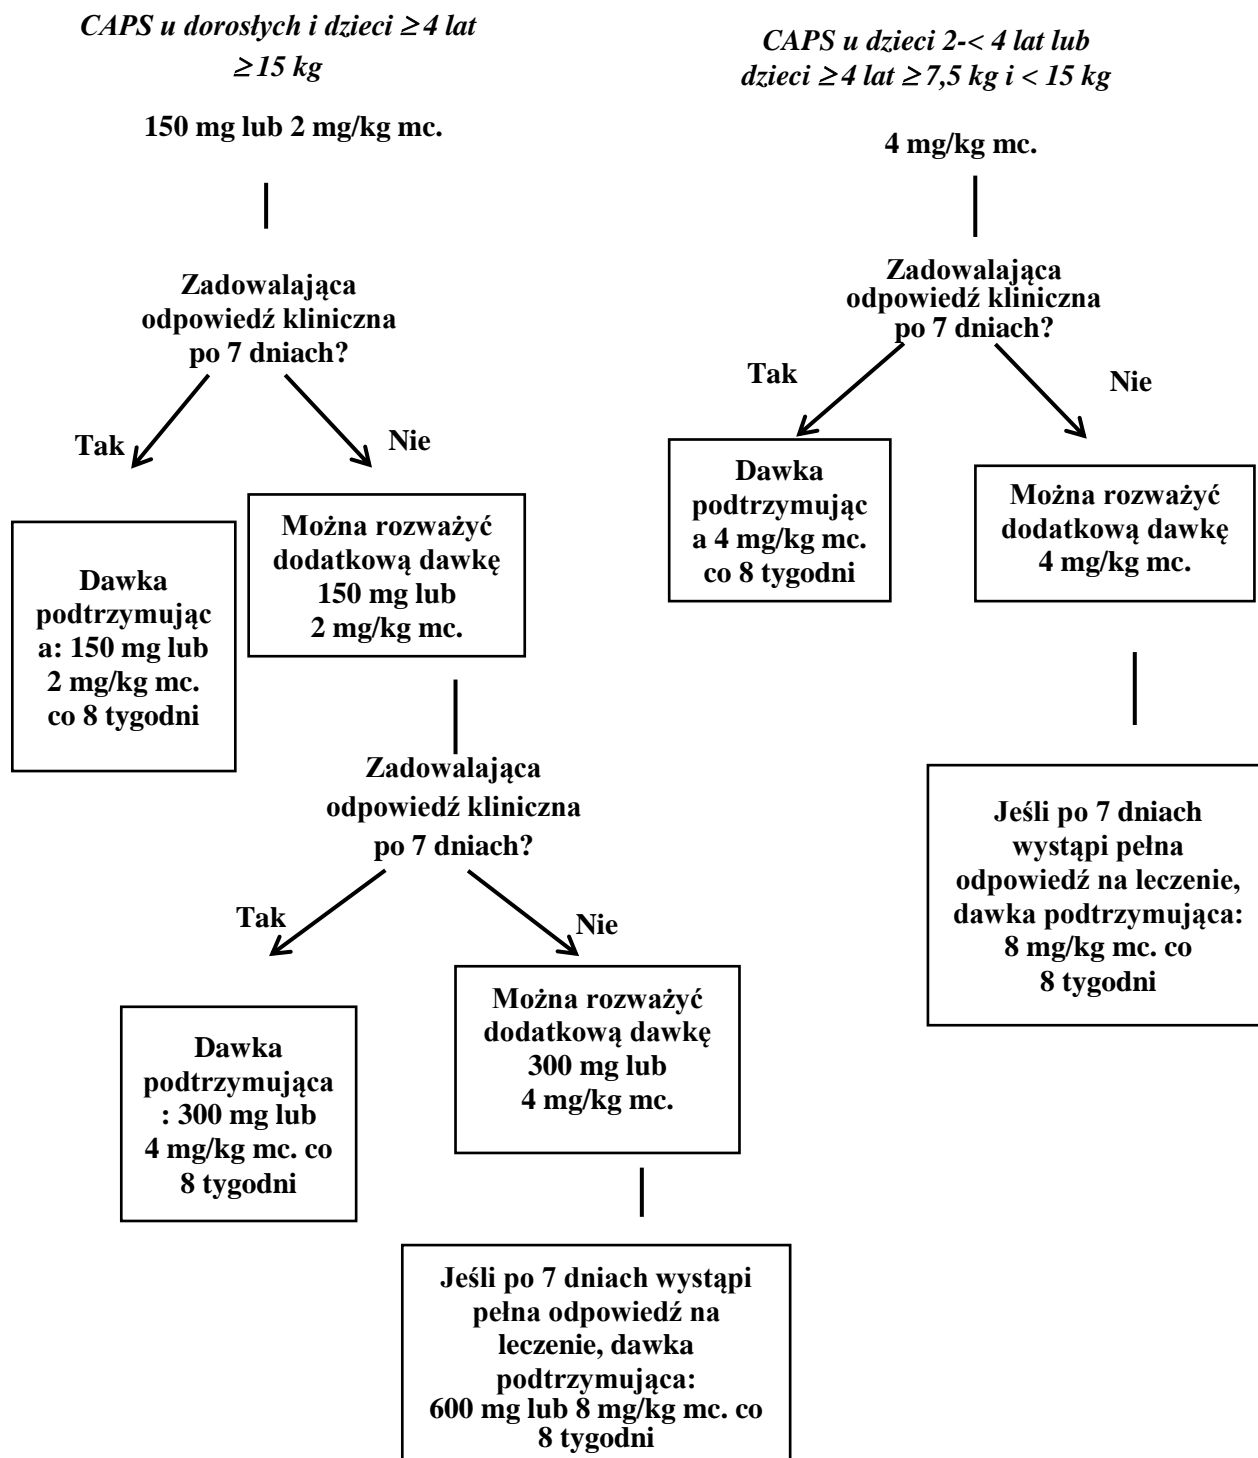 CAPS u dorosłych i dzieci ≥ 4 lat
≥ 15 kg
150 mg lub 2 mg/kg mc.
Zadowalająca
odpowiedź kliniczna
po 7 dniach?
Tak
Nie
Dawka
podtrzymując
a: 150 mg lub
2 mg/kg mc.
co 8 tygodni
Można rozważyć
dodatkową dawkę
150 mg lub
2 mg/kg mc.
Zadowalająca
odpowiedź kliniczna
po 7 dniach?
Tak
Nie
Dawka
podtrzymująca
: 300 mg lub
4 mg/kg mc. co
8 tygodni
Można rozważyć
dodatkową dawkę
300 mg lub
4 mg/kg mc.
Jeśli po 7 dniach wystąpi
pełna odpowiedź na
leczenie, dawka
podtrzymująca:
600 mg lub 8 mg/kg mc. co
8 tygodni
CAPS u dzieci 2-< 4 lat lub
dzieci ≥ 4 lat ≥ 7,5 kg i < 15 kg
4 mg/kg mc.
Zadowalająca
odpowiedź kliniczna
po 7 dniach?
Tak
Nie
Dawka
podtrzymując
a 4 mg/kg mc.
co 8 tygodni
Można rozważyć
dodatkową dawkę
4 mg/kg mc.
Jeśli po 7 dniach
wystąpi pełna
odpowiedź na leczenie,
dawka podtrzymująca:
8 mg/kg mc. co
8 tygodni